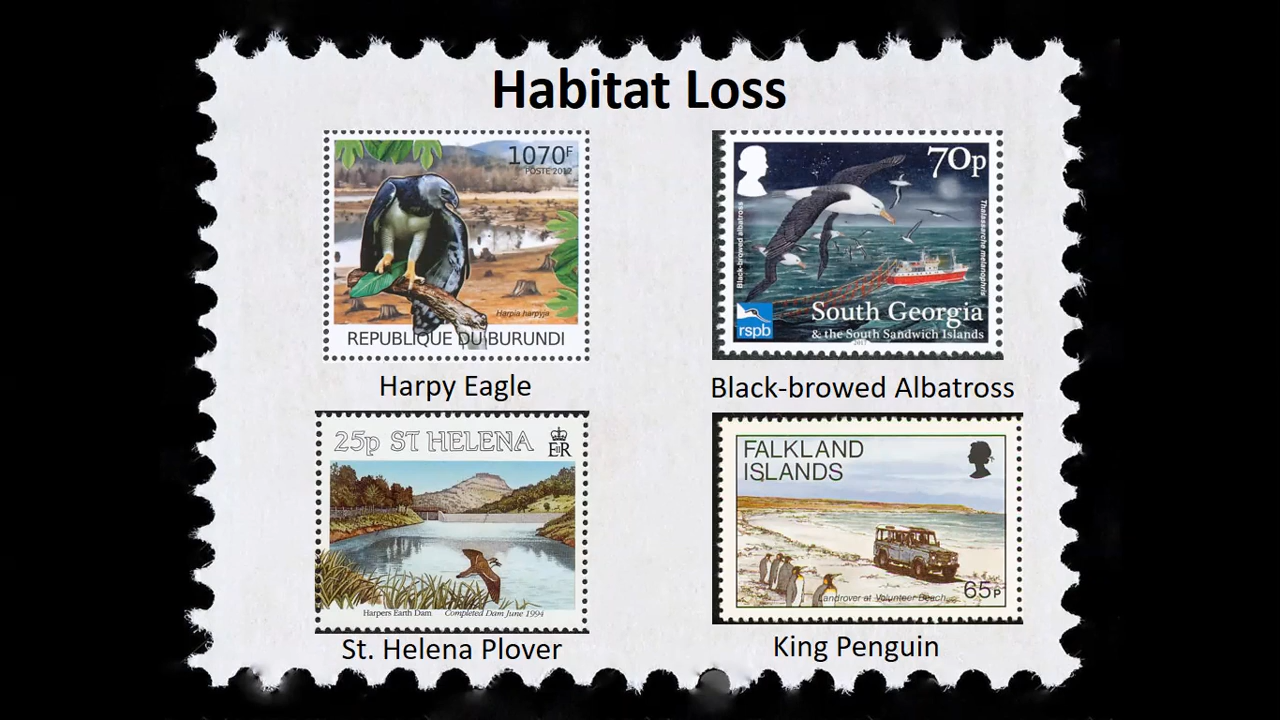 Habitat Loss
1070F
POSTE 2012
Harpia harpyja
REPUBLIQUE DU BURUNDI
Harpy Eagle
70p
Black-browed albatross
Thalassarche melanophris
rspb
South Georgia
& the South Sandwich Islands
Black-browed Albatross
25p ST HELENA
EIIR
Harpers Earth Dam Completed Dam June 1994
St. Helena Plover
FALKLAND
ISLANDS
Landrover at Volunteer Beach
65P
King Penguin